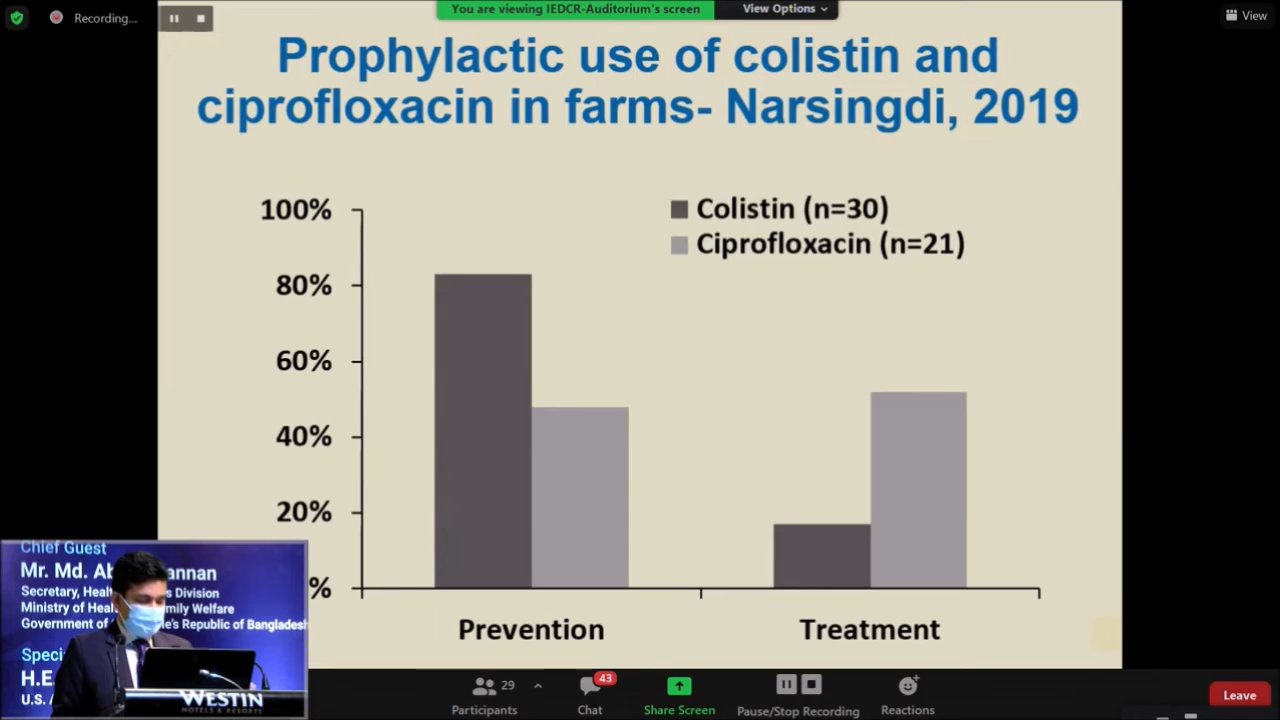 Recording...
You are viewing IEDCR-Auditorium's screen
View Options
View
Prophylactic use of colistin and
ciprofloxacin in farms- Narsingdi, 2019
Colistin (n=30)
Ciprofloxacin (n=21)
100%
80%
60%
40%
20%
%
Prevention
Treatment
Chief Guest
Mr. Md. Ab annan
Secretary, Heal s Division
Ministry of Hea amily Welfare
Government of le's Republic of Bangladesh
Speci
H.E.
U.S. A
WESTIN
HOTELS & RESORTS
29
43
Participants
Chat
Share Screen
Pause/Stop Recording
Reactions
Leave